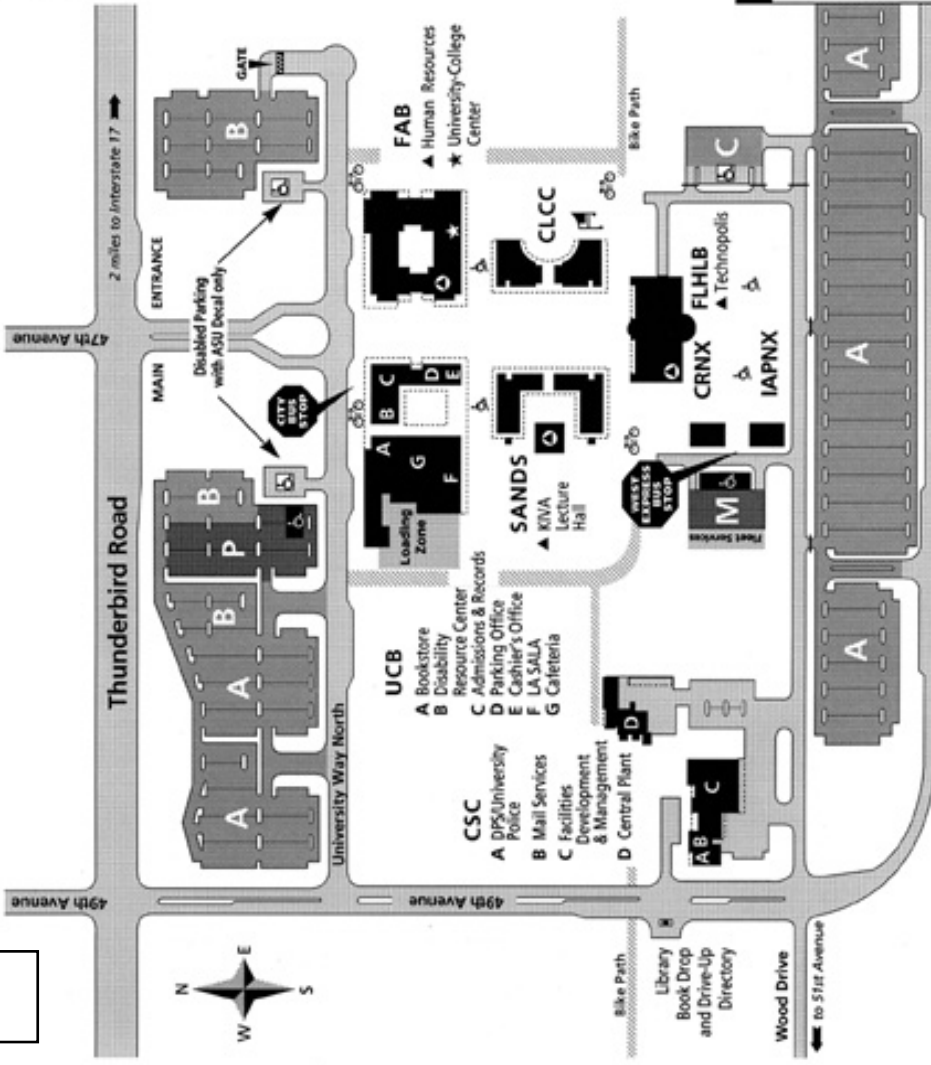 47th Avenue
49th Avenue
2 miles to Interstate 17
Thunderbird Road
MAIN
ENTRANCE
GATE
B
Disabled Parking
with ASU Decal only
B
P
B
A
A
CITY
BUS
STOP
University Way North
N
W
E
S
49th Avenue
FAB
▲ Human Resources
★ University-College
Center
B
C
D
E
A
G
F
Loading
Zone
UCB
A Bookstore
B Disability
Resource Center
C Admissions & Records
D Parking Office
E Cashier's Office
F LA SALA
G Cafeteria
CLCC
SANDS
▲ KIVA
Lecture
Hall
CSC
A DPS/University
Police
B Mail Services
C Facilities
Development
& Management
D Central Plant
Bike Path
Bike Path
D
C
A
B
Library
Book Drop
and Drive-Up
Directory
Wood Drive
to 51st Avenue
WEST
EXPRESS
BUS
STOP
M
Fleet Services
CRNX
FLHLB
▲ Technopolis
IAPNX
C
A
A
A